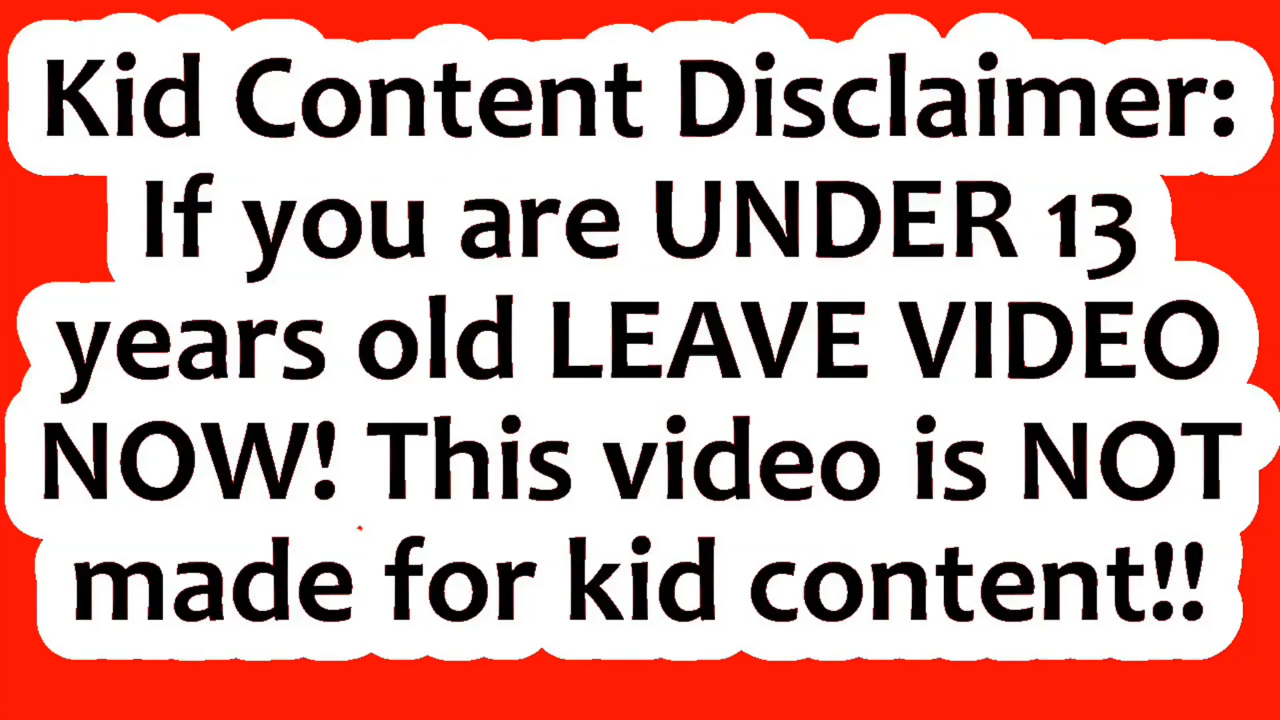 Kid Content Disclaimer:
If you are UNDER 13
years old LEAVE VIDEO
NOW! This video is NOT
made for kid content!!